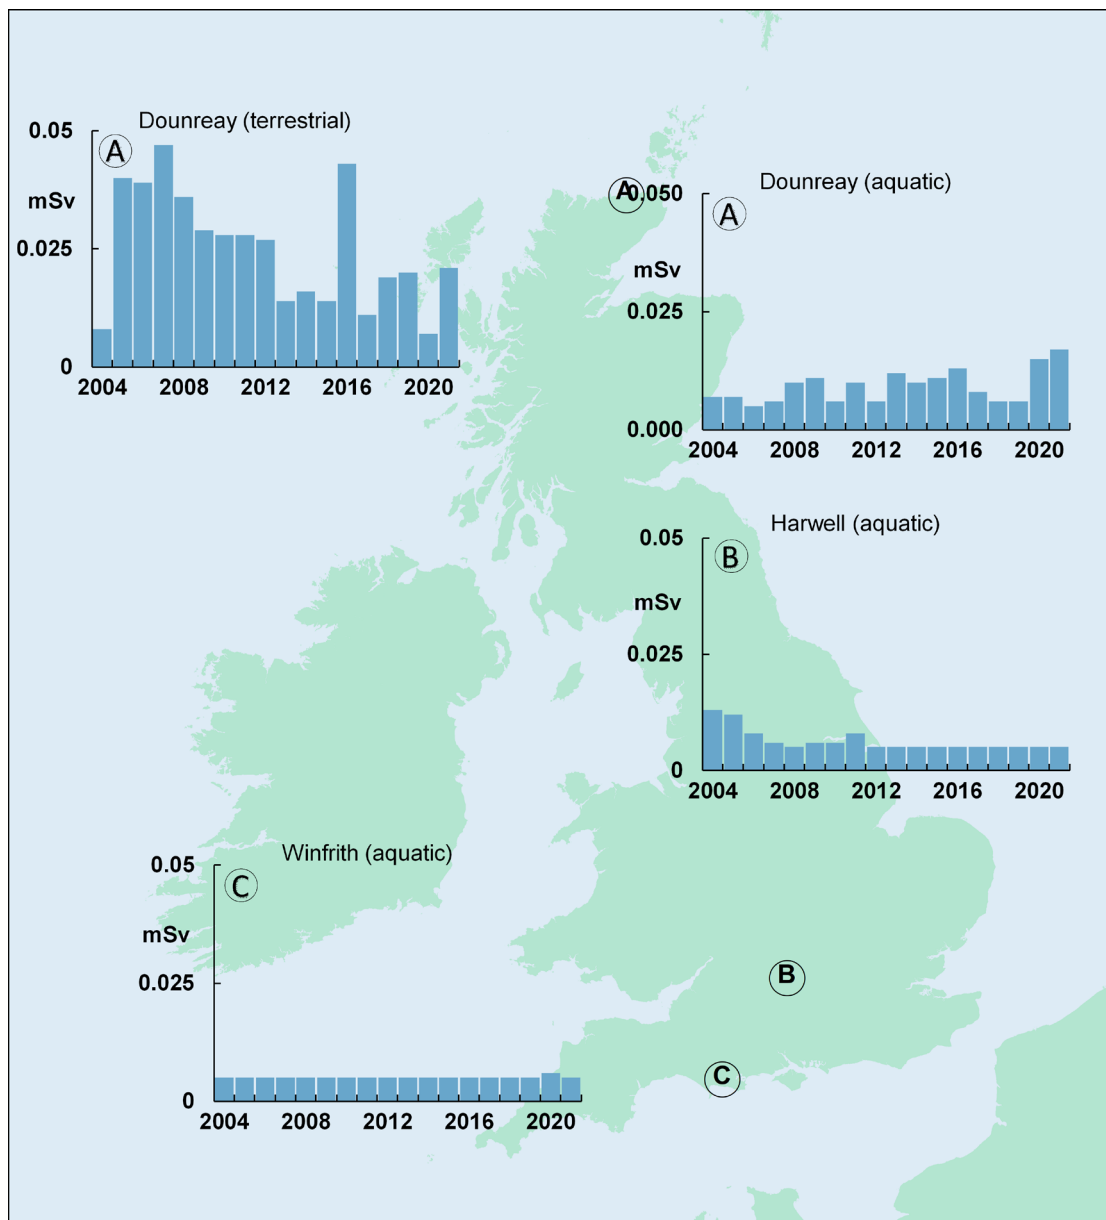 Dounreay (terrestrial)
0.05
A
mSv
0.025
0
2004 2008 2012 2016 2020
A
Dounreay (aquatic)
0.050
A
mSv
0.025
0.000
2004 2008 2012 2016 2020
Harwell (aquatic)
0.05
B
mSv
0.025
0
2004 2008 2012 2016 2020
Winfrith (aquatic)
0.05
C
mSv
0.025
0
2004 2008 2012 2016 2020
B
C